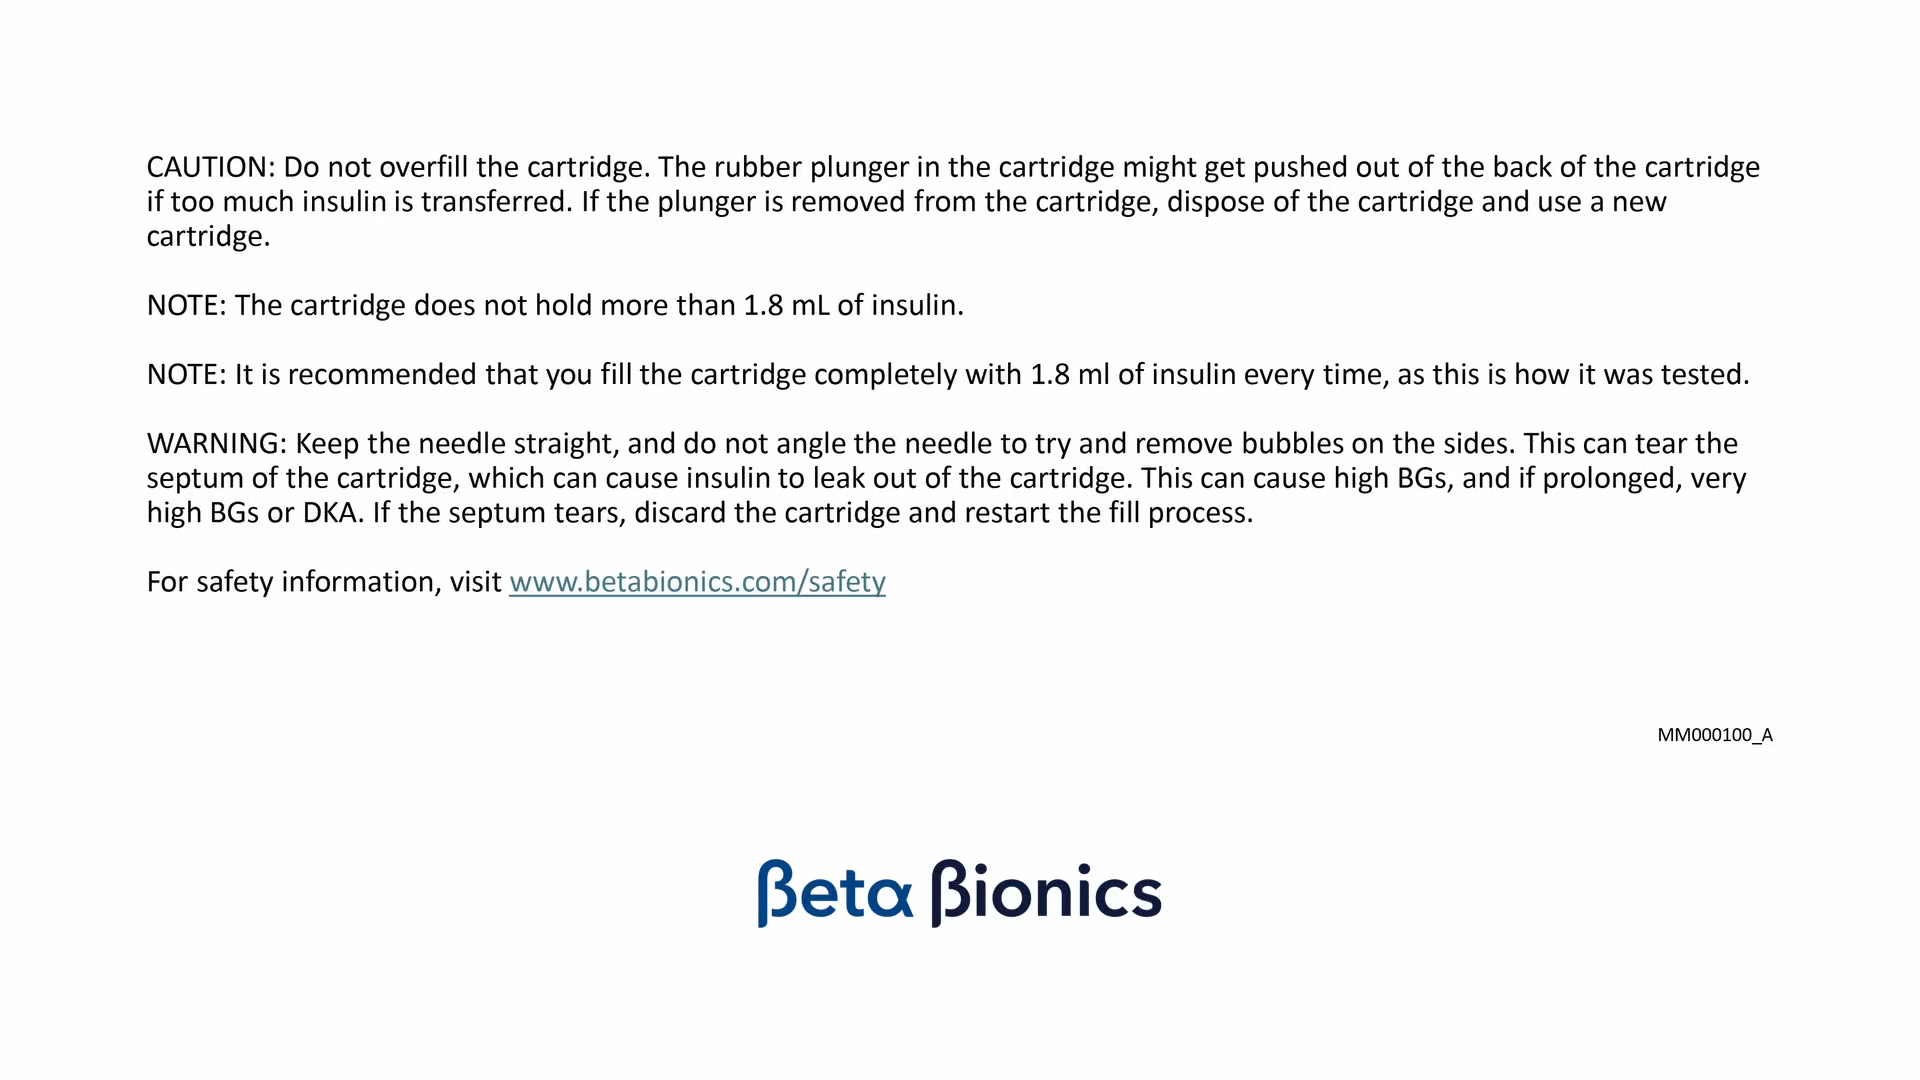 CAUTION: Do not overfill the cartridge. The rubber plunger in the cartridge might get pushed out of the back of the cartridge
if too much insulin is transferred. If the plunger is removed from the cartridge, dispose of the cartridge and use a new
cartridge.
NOTE: The cartridge does not hold more than 1.8 mL of insulin.
NOTE: It is recommended that you fill the cartridge completely with 1.8 ml of insulin every time, as this is how it was tested.
WARNING: Keep the needle straight, and do not angle the needle to try and remove bubbles on the sides. This can tear the
septum of the cartridge, which can cause insulin to leak out of the cartridge. This can cause high BGs, and if prolonged, very
high BGs or DKA. If the septum tears, discard the cartridge and restart the fill process.
For safety information, visit www.betabionics.com/safety
MM000100_A
βetα βionics